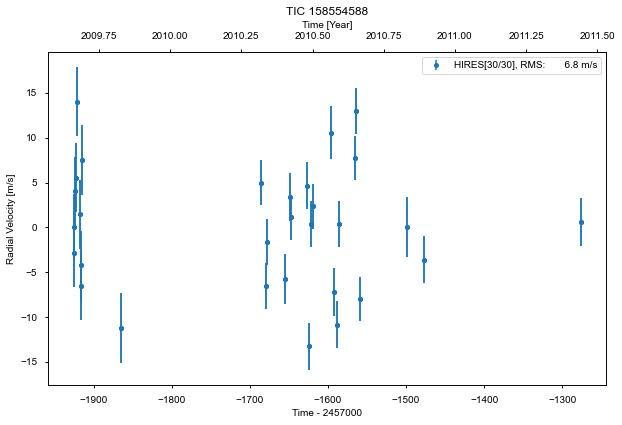 TIC 158554588
Time [Year]
2009.75 2010.00 2010.25 2010.50 2010.75 2011.00 2011.25 2011.50
HIRES[30/30], RMS: 6.8 m/s
Radial Velocity [m/s]
15
10
5
0
−5
−10
−15
−1900 −1800 −1700 −1600 −1500 −1400 −1300
Time - 2457000